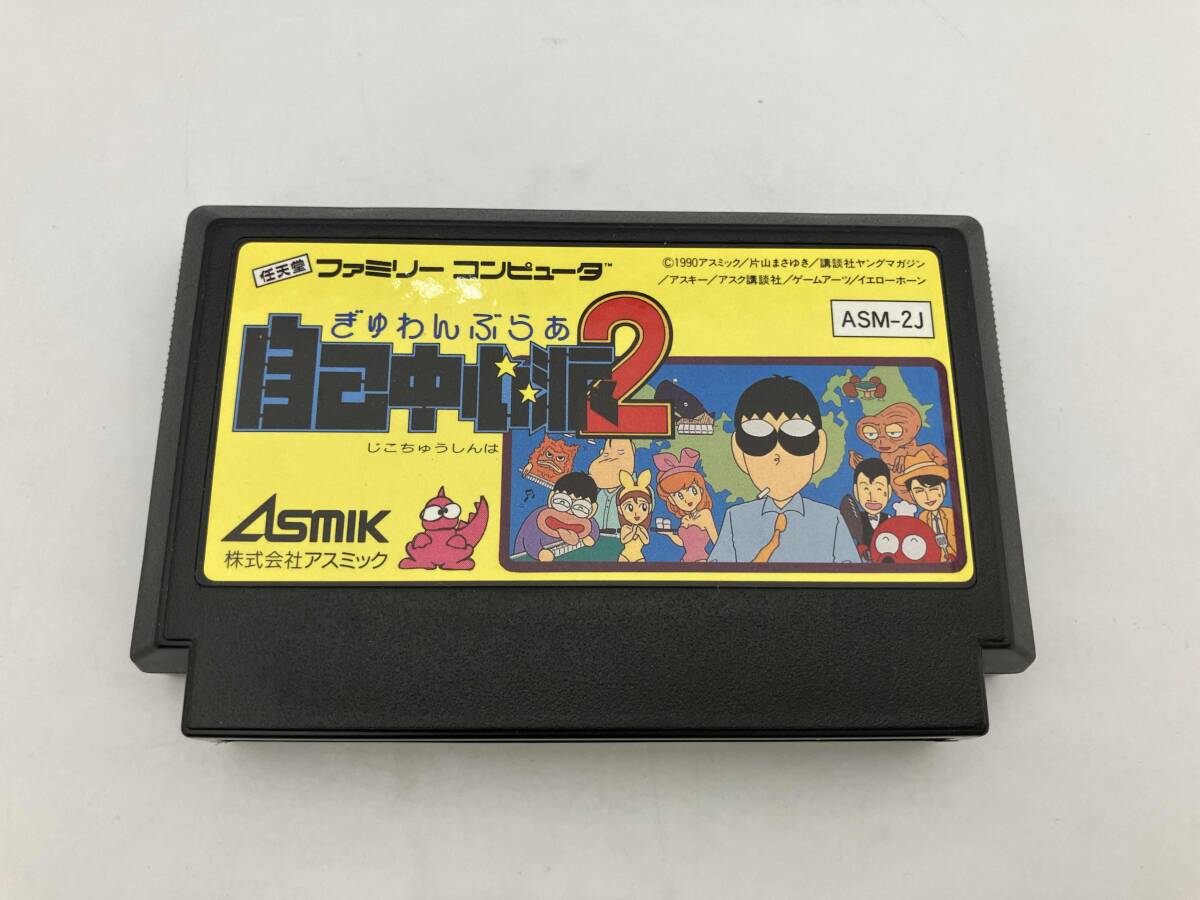 任天堂 ファミリー コンピュータ™
©1990アスミック/片山まさゆき/講談社ヤングマガジン
/アスキー/アスク講談社/ゲームアーツ/イエローホーン
ASM-2J
ぎゅわんぶらあ
自己中心派2
じこちゅうしんは
ASMIK
株式会社アスミック